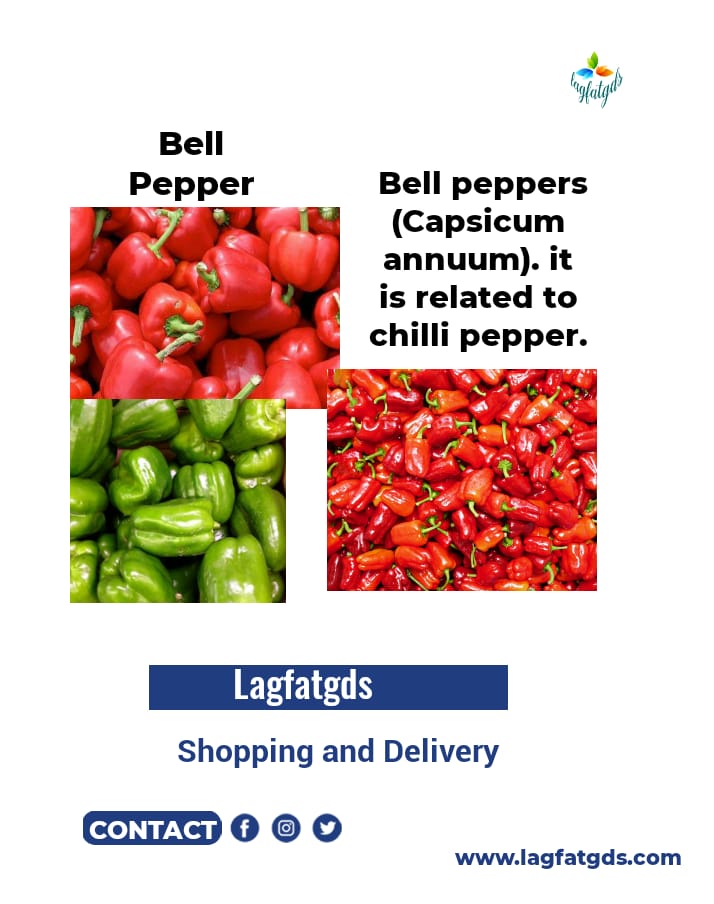 lagfatgds
Bell
Pepper
Bell peppers
(Capsicum
annuum). it
is related to
chilli pepper.
Lagfatgds
Shopping and Delivery
CONTACT
www.lagfatgds.com